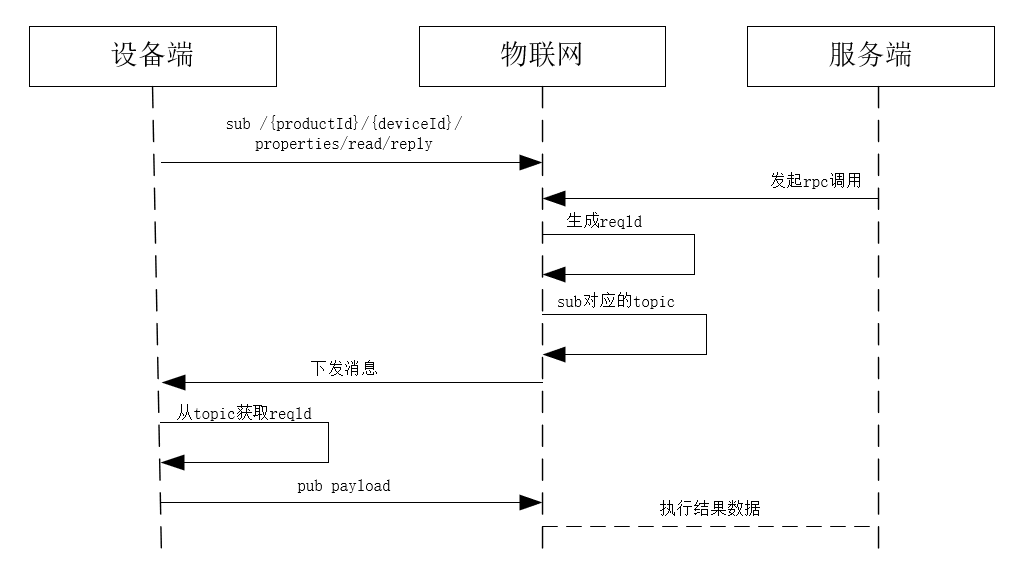 设备端
物联网
服务端
sub /{productId}/{deviceId}/
properties/read/reply
发起rpc调用
生成reqld
sub对应的topic
下发消息
从topic获取reqld
pub payload
执行结果数据